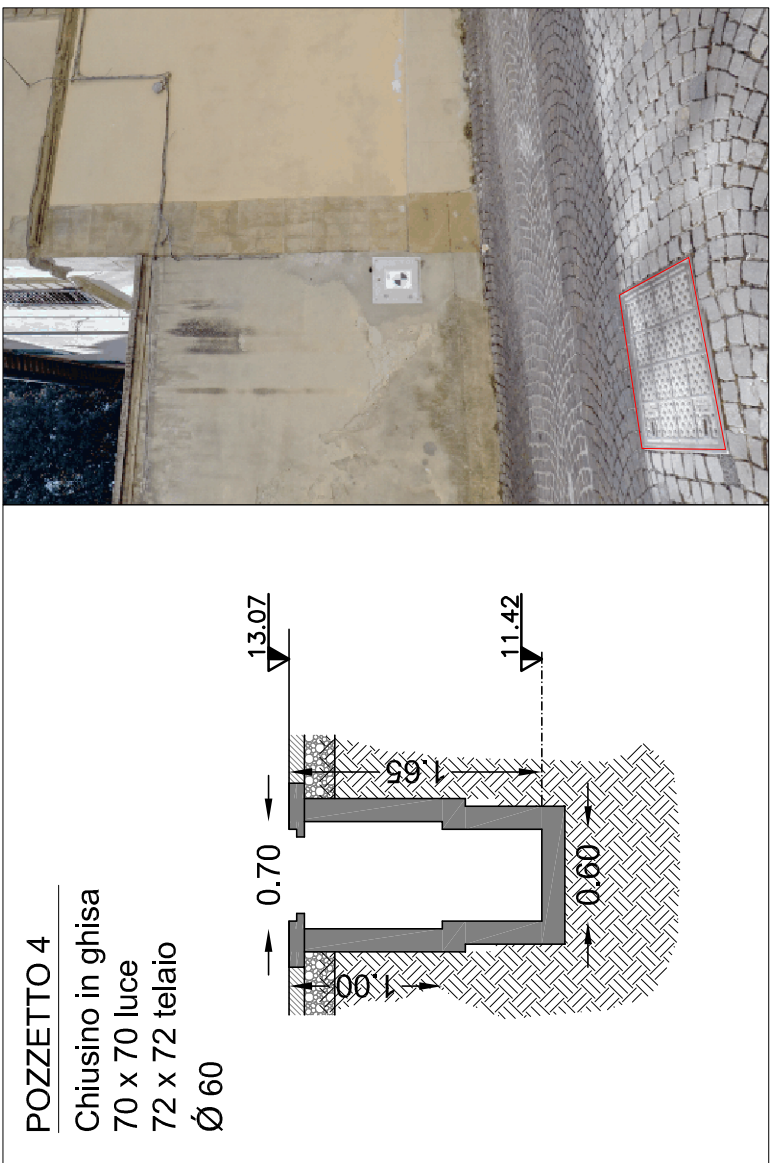 POZZETTO 4
Chiusino in ghisa
70 x 70 luce
72 x 72 telaio
Ǿ 60
13.07
11.42
0.70
1.65
1.00
0.60